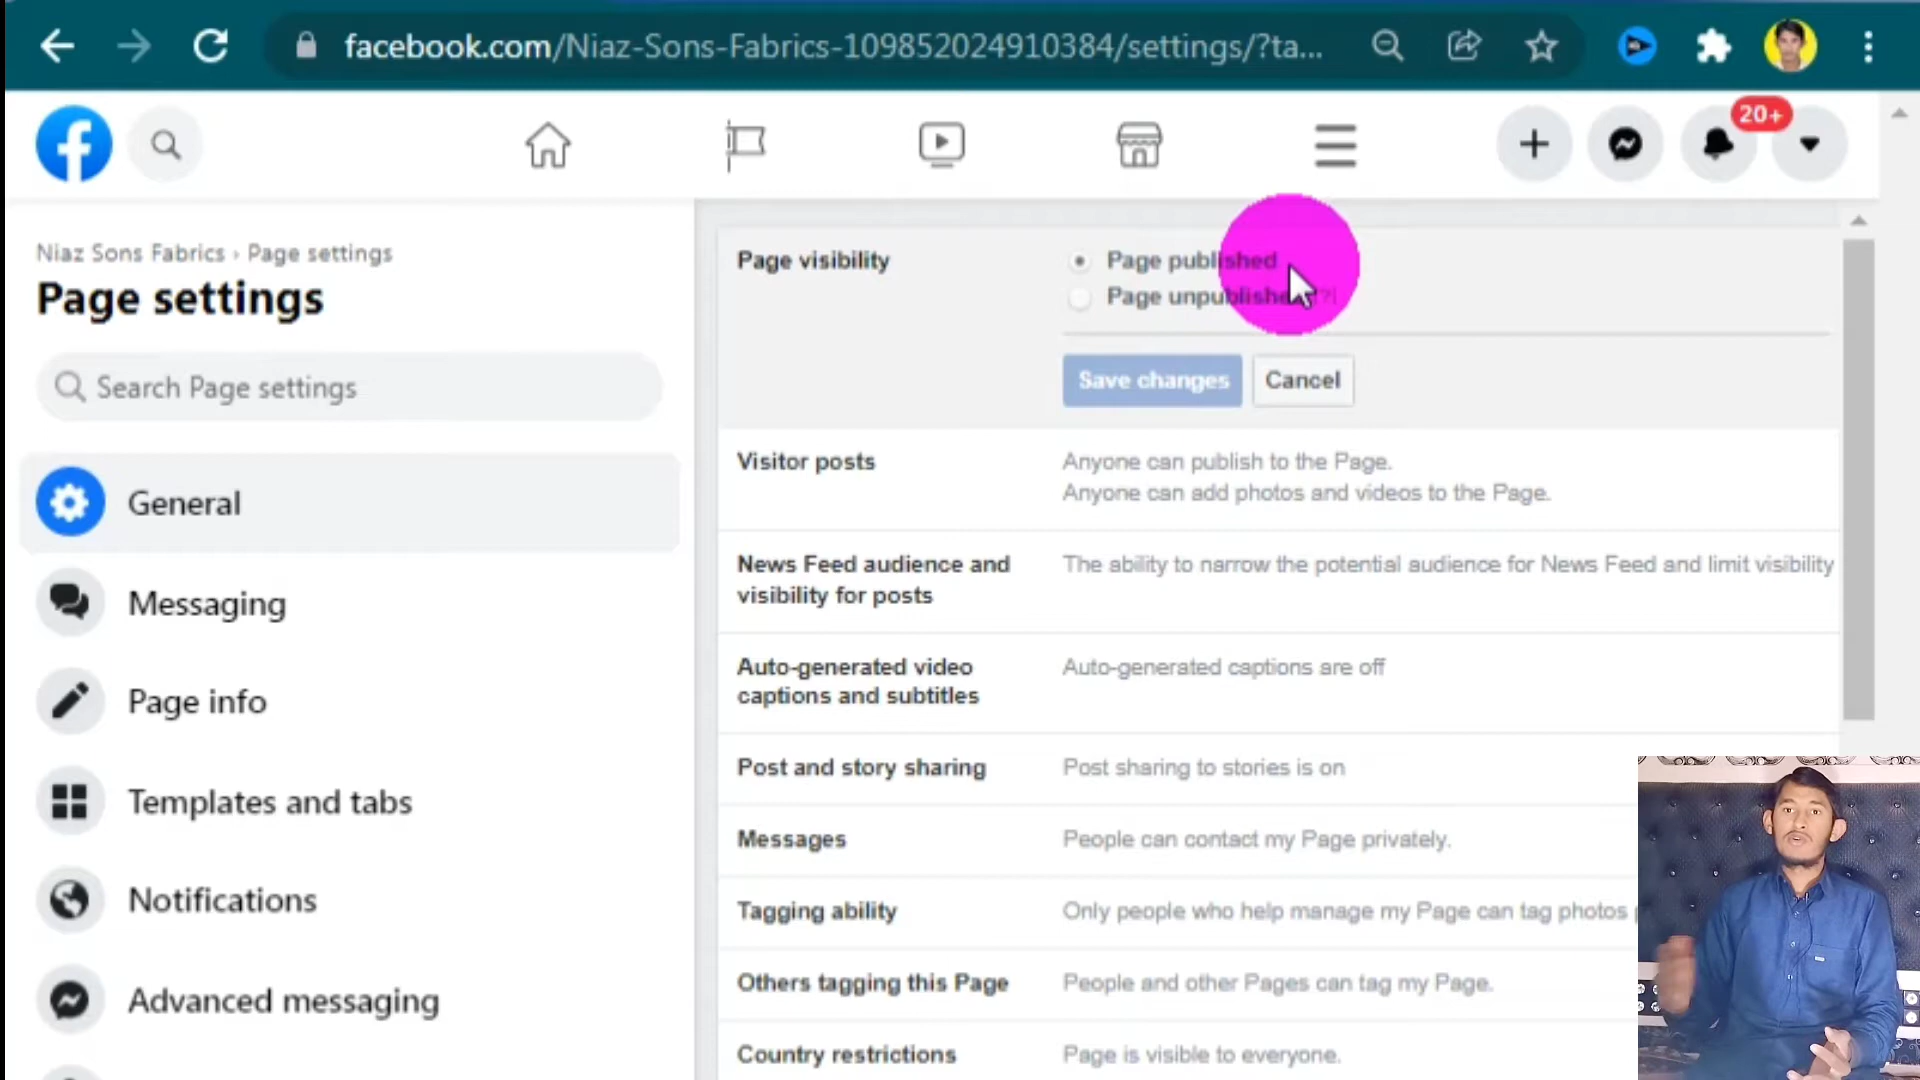 facebook.com/Niaz-Sons-Fabrics-109852024910384/settings/?ta...
20+
Niaz Sons Fabrics › Page settings
Page settings
Search Page settings
General
Messaging
Page info
Templates and tabs
Notifications
Advanced messaging
Page visibility
Page published
Page unpublished [?]
Save changes
Cancel
Visitor posts
Anyone can publish to the Page.
Anyone can add photos and videos to the Page.
News Feed audience and
visibility for posts
The ability to narrow the potential audience for News Feed and limit visibility
Auto-generated video
captions and subtitles
Auto-generated captions are off
Post and story sharing
Post sharing to stories is on
Messages
People can contact my Page privately.
Tagging ability
Only people who help manage my Page can tag photos
Others tagging this Page
People and other Pages can tag my Page.
Country restrictions
Page is visible to everyone.